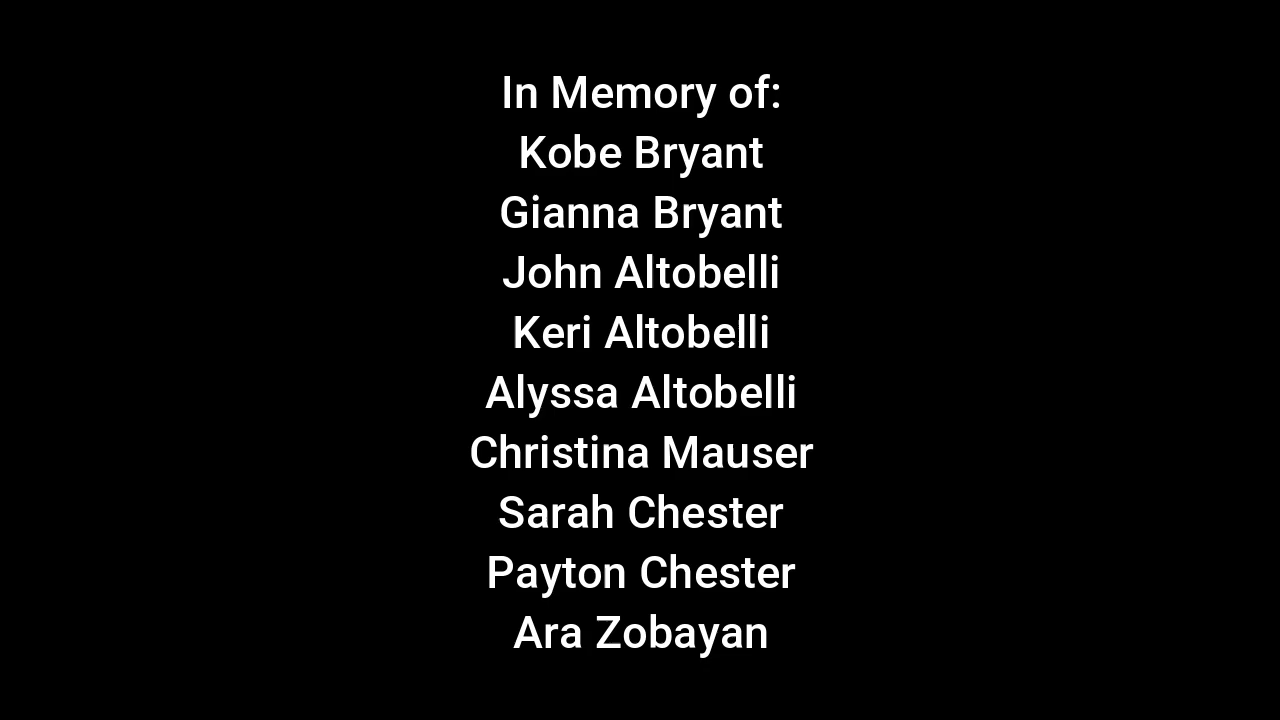 In Memory of:
Kobe Bryant
Gianna Bryant
John Altobelli
Keri Altobelli
Alyssa Altobelli
Christina Mauser
Sarah Chester
Payton Chester
Ara Zobayan